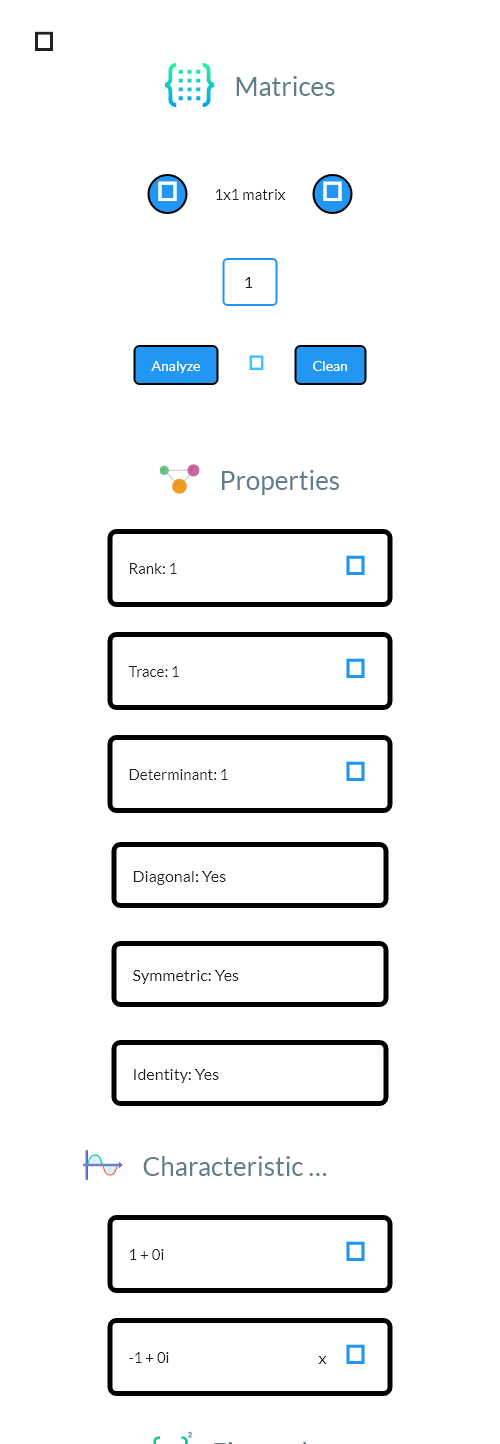 Matrices
1x1 matrix
1
Analyze
Clean
Properties
Rank: 1
Trace: 1
Determinant: 1
Diagonal: Yes
Symmetric: Yes
Identity: Yes
Characteristic ...
1 + 0i
-1 + 0i x
2